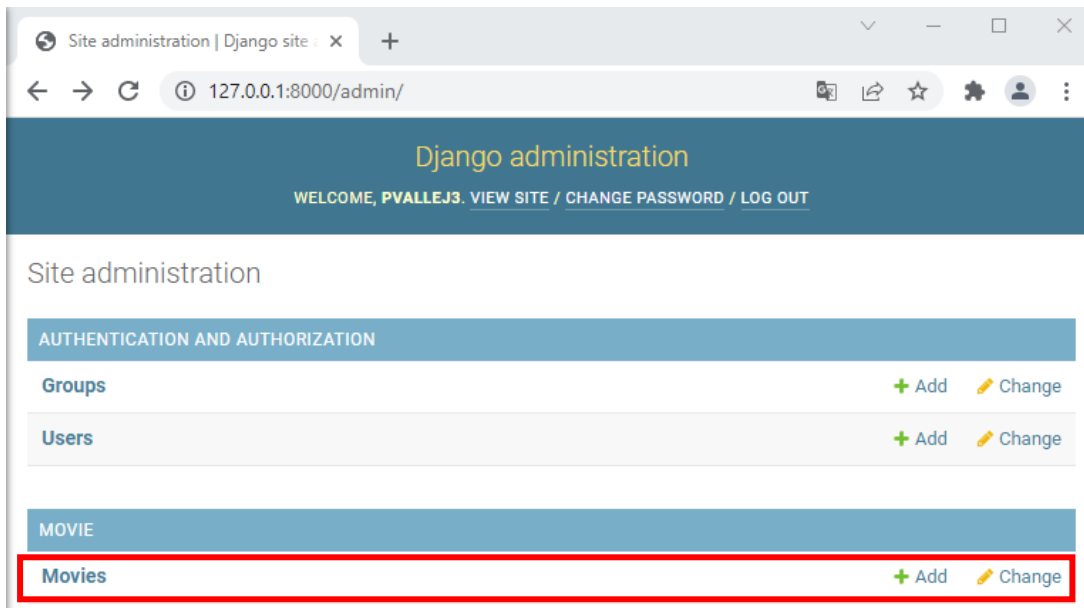 Site administration | Django site
127.0.0.1:8000/admin/
Django administration
WELCOME, PVALLEJ3. VIEW SITE / CHANGE PASSWORD / LOG OUT
Site administration
AUTHENTICATION AND AUTHORIZATION
Groups Add Change
Users Add Change
MOVIE
Movies Add Change